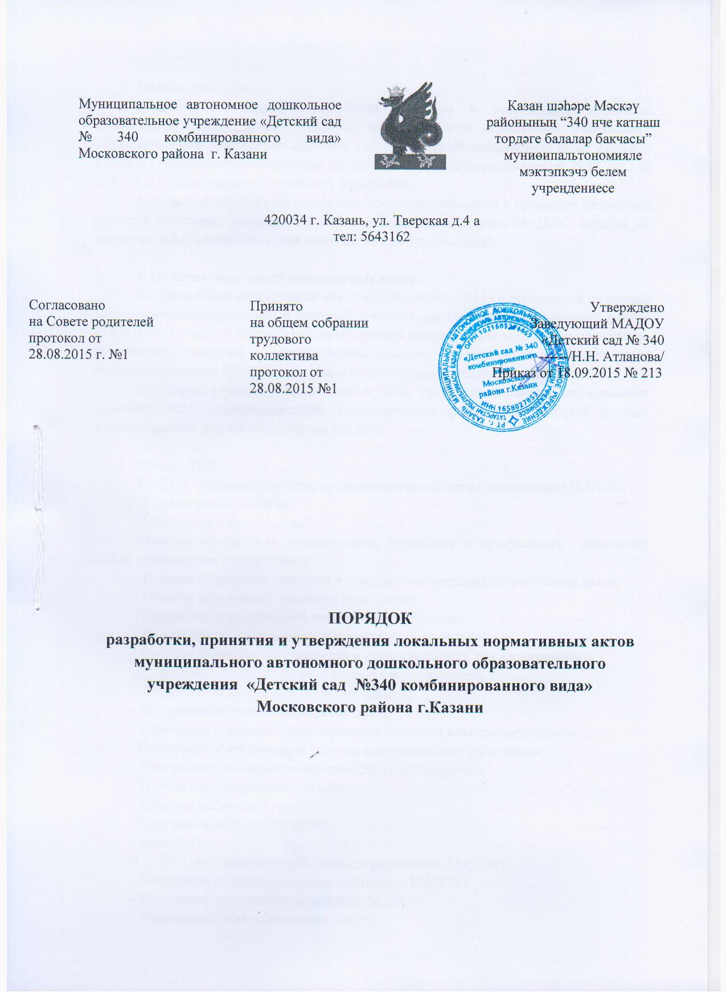 Муниципальное автономное дошкольное
образовательное учреждение «Детский сад
№ 340 комбинированного вида»
Московского района г. Казани
Казан шәһәре Мәскәү
районының “340 нче катнаш
тордәге балалар бакчасы”
муниөипальтономияле
мэктэпкэчэ белем
учреңдениесе
420034 г. Казань, ул. Тверская д.4 а
тел: 5643162
Согласовано
на Совете родителей
протокол от
28.08.2015 г. №1
Принято
на общем собрании
трудового
коллектива
протокол от
28.08.2015 №1
Утверждено
Заведующий МАДОУ
«Детский сад № 340
/Н.Н. Атланова/
Приказ от 18.09.2015 № 213
«Детский сад № 340
комбинированного
вида»
Московского
района г.Казани
ИНН 1658027853
ПОРЯДОК
разработки, принятия и утверждения локальных нормативных актов
муниципального автономного дошкольного образовательного
учреждения «Детский сад №340 комбинированного вида»
Московского района г.Казани